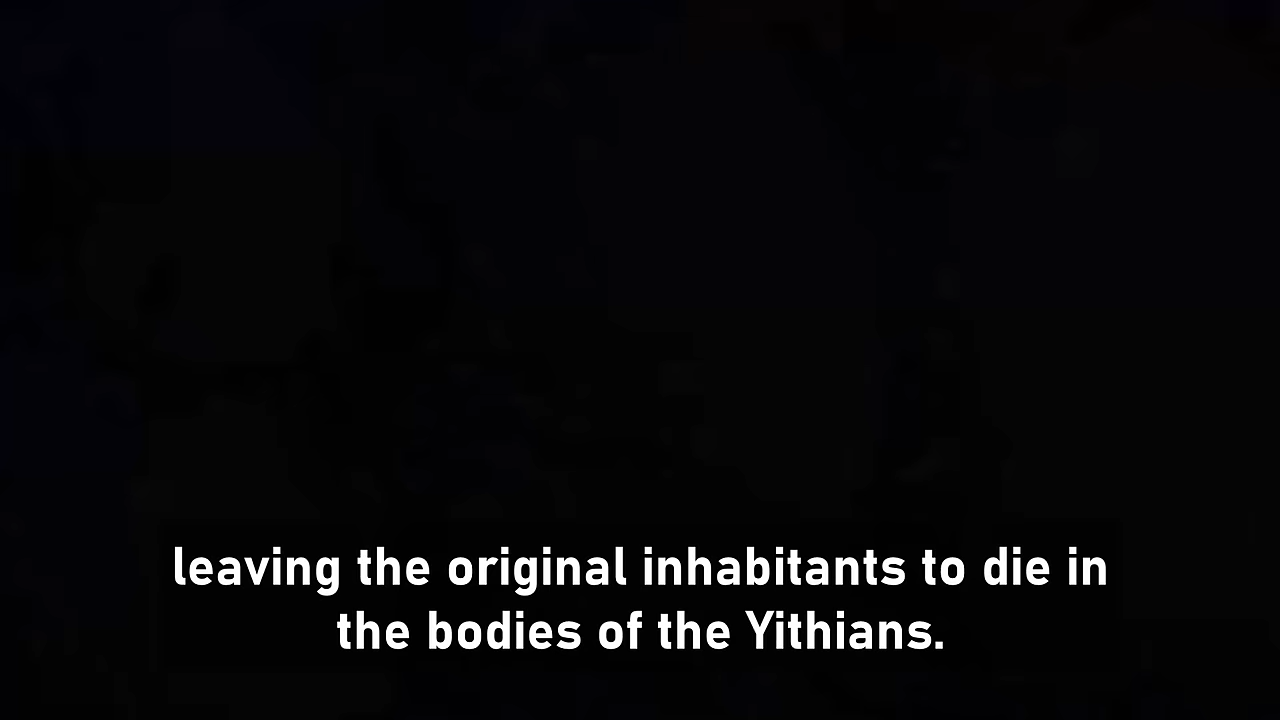 leaving the original inhabitants to die in
the bodies of the Yithians.